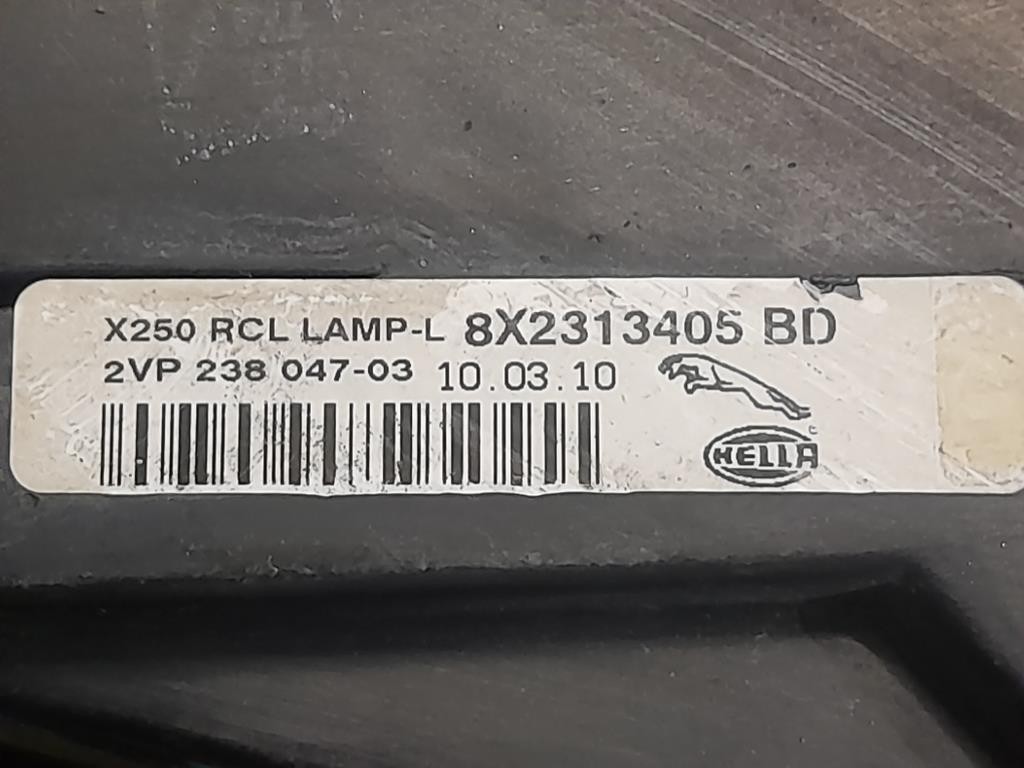 X250 RCL LAMP-L 8X2313405 BD
2VP 238 047-03 10.03.10
HELLA